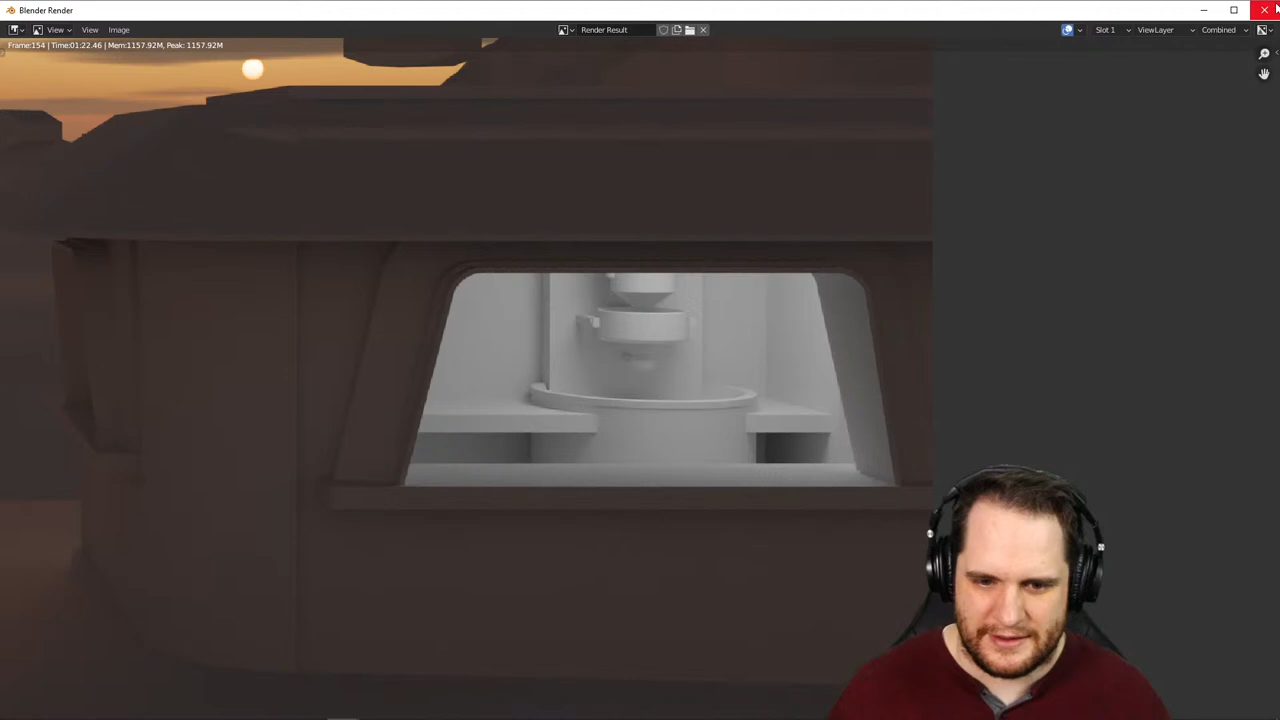 Blender Render
View
View
Image
Render Result
Slot 1
ViewLayer
Combined
Frame:154 | Time:01:22.46 | Mem:1157.92M, Peak: 1157.92M